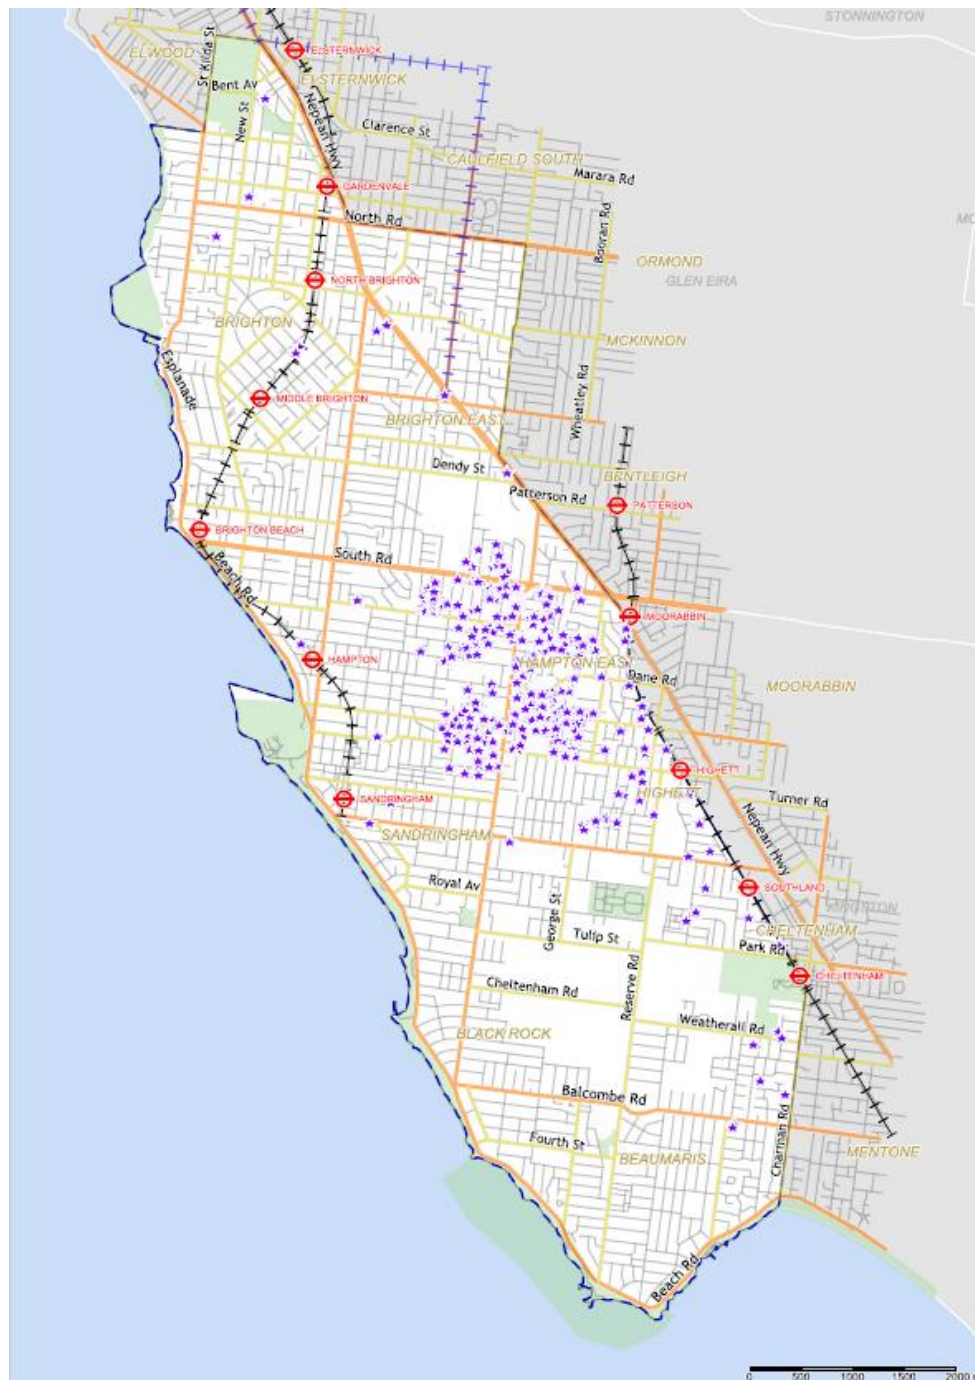 STONNINGTON
ELWOOD
St Kilda St
ELSTERNWICK
ELSTERNWICK
Bent Av
New St
Nepean Hwy
Clarence St
CAULFIELD SOUTH
Marara Rd
GARDENVALE
North Rd
Booran Rd
ORMOND
GLEN EIRA
NORTH BRIGHTON
BRIGHTON
MCKINNON
Esplanade
Wheatley Rd
MIDDLE BRIGHTON
BRIGHTON EAST
Dendy St
BENTLEIGH
Patterson Rd
PATTERSON
BRIGHTON BEACH
South Rd
Beach Rd
MOORABBIN
HAMPTON
HAMPTON EAST
Dane Rd
MOORABBIN
HIGHETT
HIGHETT
SANDRINGHAM
Turner Rd
SANDRINGHAM
Nepean Hwy
Royal Av
SOUTHLAND
George St
KINGSTON
Tulip St
CHELTENHAM
Park Rd
Reserve Rd
CHELTENHAM
Cheltenham Rd
Weatherall Rd
BLACK ROCK
Balcombe Rd
Charman Rd
Fourth St
BEAUMARIS
MENTONE
Beach Rd
0 500 1000 1500 2000